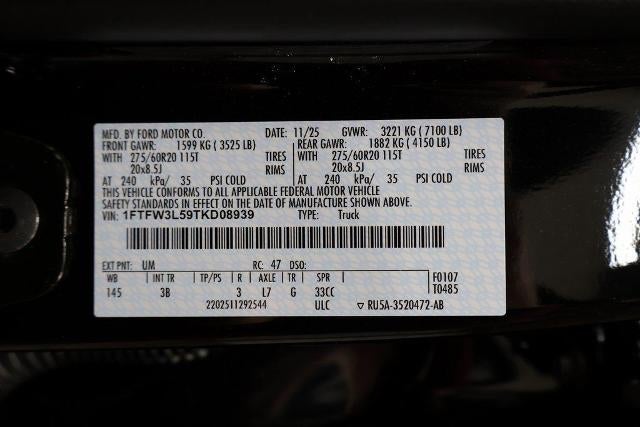 MFD. BY FORD MOTOR CO. DATE: 11/25 GVWR: 3221 KG ( 7100 LB)
FRONT GAWR: 1599 KG ( 3525 LB) REAR GAWR: 1882 KG ( 4150 LB)
WITH 275/60R20 115T TIRES WITH 275/60R20 115T TIRES
20x8.5J RIMS 20x8.5J RIMS
AT 240 kPa/ 35 PSI COLD AT 240 kPa/ 35 PSI COLD
THIS VEHICLE CONFORMS TO ALL APPLICABLE FEDERAL MOTOR VEHICLE
SAFETY STANDARDS IN EFFECT ON THE DATE OF MANUFACTURE SHOWN ABOVE.
VIN: 1FTFW3L59TKD08939 TYPE: Truck
EXT PNT: UM RC: 47 DSO:
WB INT TR TP/PS R AXLE TR SPR F0107
145 3B 3 L7 G 33CC T0485
2202511292544 ULC ▽ RU5A-3520472-AB